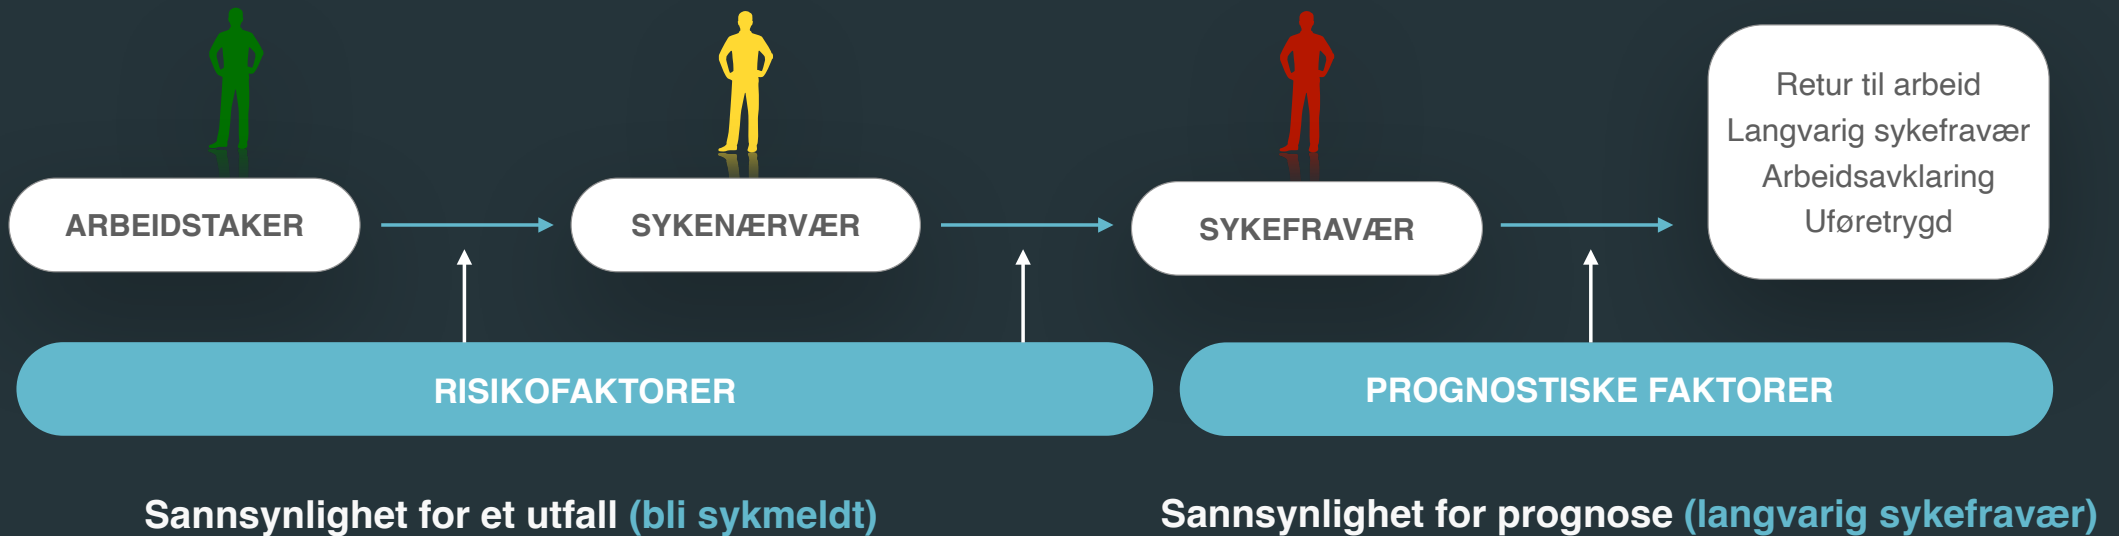 Retur til arbeid
Langvarig sykefravær
Arbeidsavklaring
Uføretrygd
ARBEIDSTAKER
SYKENÆRVÆR
SYKEFRAVÆR
RISIKOFAKTORER
PROGNOSTISKE FAKTORER
Sannsynlighet for et utfall (bli sykmeldt)
Sannsynlighet for prognose (langvarig sykefravær)